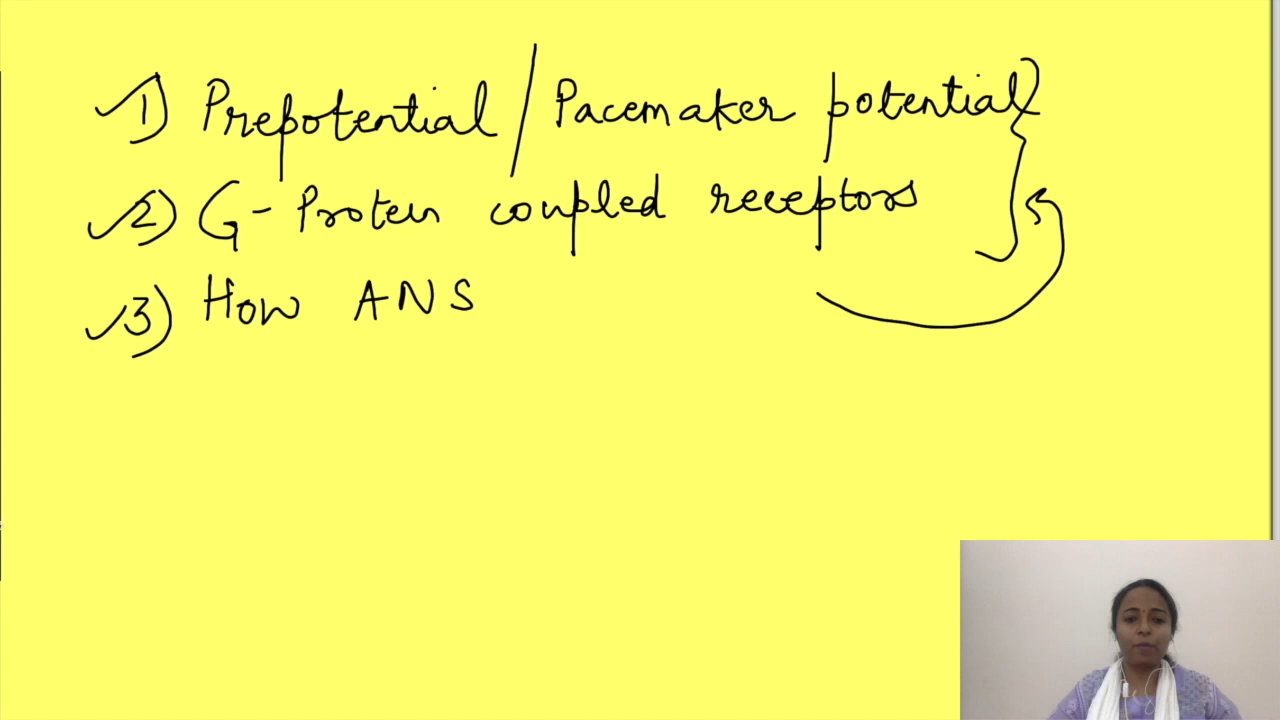 1) Prepotential / Pacemaker potential
2) G-Protein coupled receptors
3) How ANS